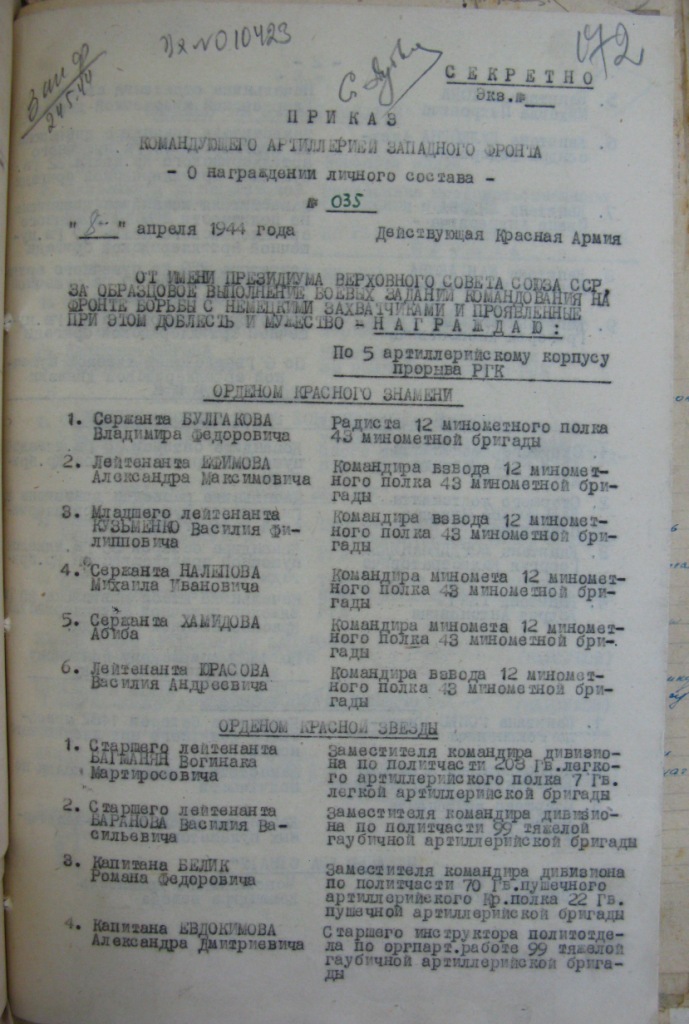 Вх №010423
072
СЕКРЕТНО
Экз.№
ПРИКАЗ
КОМАНДУЮЩЕГО АРТИЛЛЕРИЕЙ ЗАПАДНОГО ФРОНТА
- О награждении личного состава -
№ 035
"8" апреля 1944 года Действующая Красная Армия
ОТ ИМЕНИ ПРЕЗИДИУМА ВЕРХОВНОГО СОВЕТА СОЮЗА ССР,
ЗА ОБРАЗЦОВОЕ ВЫПОЛНЕНИЕ БОЕВЫХ ЗАДАНИЙ КОМАНДОВАНИЯ НА
ФРОНТЕ БОРЬБЫ С НЕМЕЦКИМИ ЗАХВАТЧИКАМИ И ПРОЯВЛЕННЫЕ
ПРИ ЭТОМ ДОБЛЕСТЬ И МУЖЕСТВО - НАГРАЖДАЮ:
По 5 артиллерийскому корпусу
Прорыва РГК
ОРДЕНОМ КРАСНОГО ЗНАМЕНИ
1. Сержанта БУЛГАКОВА
Владимира Федоровича
Радиста 12 минометного полка
43 минометной бригады
2. Лейтенанта ЕФИМОВА
Александра Максимовича
Командира взвода 12 миномет-
ного полка 43 минометной бри-
гады
3. Младшего лейтенанта
КУЗЬМЕНКО Василия Фи-
липповича
Командира взвода 12 миномет-
ного полка 43 минометной бри-
гады
4. Сержанта НАЛЕПОВА
Михаила Ивановича
Командира миномета 12 миномет-
ного полка 43 минометной бри-
гады
5. Сержанта ХАМИДОВА
Абиба
Командира миномета 12 миномет-
ного полка 43 минометной бри-
гады
6. Лейтенанта ЮРАСОВА
Василия Андреевича
Командира взвода 12 миномет-
ного полка 43 минометной бри-
гады
ОРДЕНОМ КРАСНОЙ ЗВЕЗДЫ
1. Старшего лейтенанта
БАГМАНЯН Вогинака
Мартиросовича
Заместителя командира дивизио-
на по политчасти 203 Гв.легко-
го артиллерийского полка 7 Гв.
легкой артиллерийской бригады
2. Старшего лейтенанта
БАРАНОВА Василия Ва-
сильевича
Заместителя командира дивизио-
на по политчасти 99 тяжелой
гаубичной артиллерийской бригады
3. Капитана БЕЛИК
Романа Федоровича
Заместителя командира дивизиона
по политчасти 70 Гв.пушечного
артиллерийского Кр.полка 22 Гв.
пушечной артиллерийской бригады
4. Капитана ЕВДОКИМОВА
Александра Дмитриевича
Старшего инструктора политотде-
ла по оргпарт.работе 99 тяжелой
гаубичной артиллерийской брига-
ды